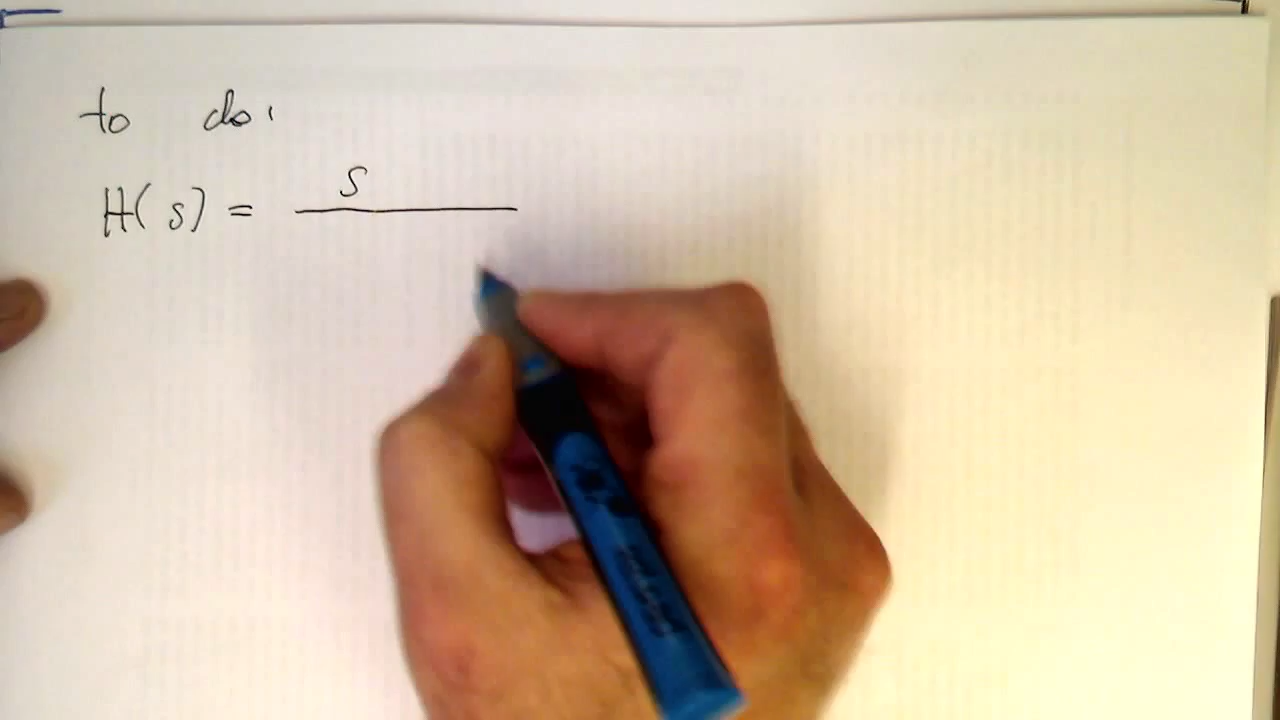 to do:
H(s) = s